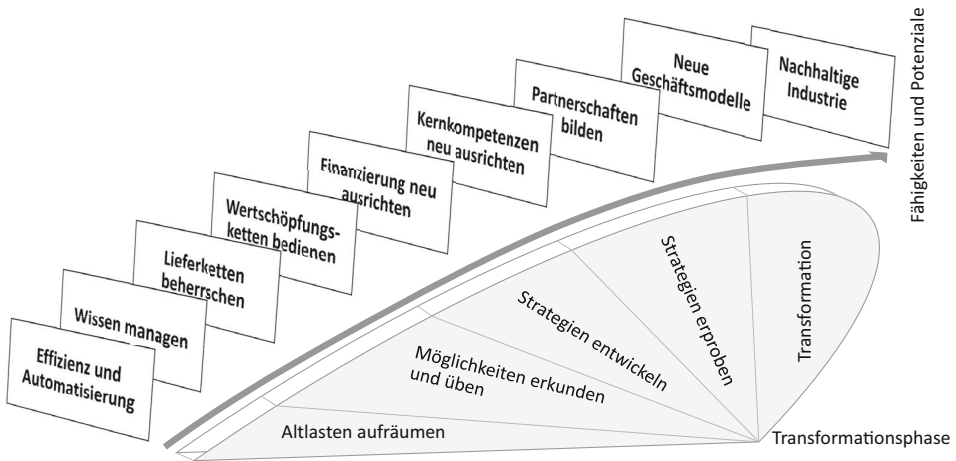 Neue
Geschäftsmodelle
Nachhaltige
Industrie
Partnerschaften
bilden
Kernkompetenzen
neu ausrichten
Finanzierung neu
ausrichten
Wertschöpfungs-
ketten bedienen
Lieferketten
beherrschen
Wissen managen
Effizienz und
Automatisierung
Fähigkeiten und Potenziale
Altlasten aufräumen
Möglichkeiten erkunden
und üben
Strategien entwickeln
Strategien erproben
Transformation
Transformationsphase